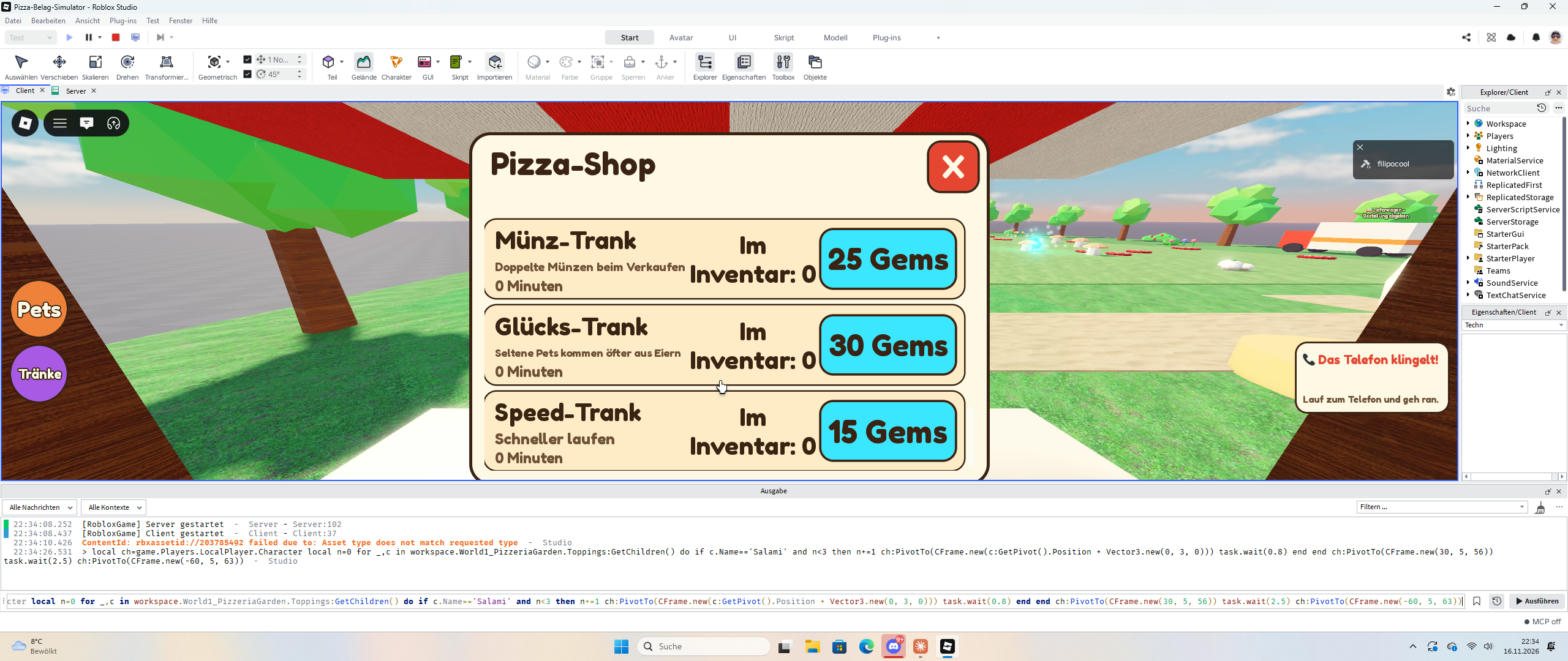 Pizza-Belag-Simulator - Roblox Studio
Datei Bearbeiten Ansicht Plug-ins Test Fenster Hilfe
Test Start Avatar UI Skript Modell Plug-ins +
1 No...
45°
Auswählen Verschieben Skalieren Drehen Transformier... Geometrisch Teil Gelände Charakter GUI Skript Importieren Material Farbe Gruppe Sperren Anker Explorer Eigenschaften Toolbox Objekte
Client Server
Explorer/Client
Suche
Workspace
Players
Lighting
MaterialService
NetworkClient
ReplicatedFirst
ReplicatedStorage
ServerScriptService
ServerStorage
StarterGui
StarterPack
StarterPlayer
Teams
SoundService
TextChatService
Eigenschaften/Client
Techn
filipocool
Pizza-Shop
X
Münz-Trank
Doppelte Münzen beim Verkaufen
0 Minuten
Im
Inventar: 0
25 Gems
Glücks-Trank
Seltene Pets kommen öfter aus Eiern
0 Minuten
Im
Inventar: 0
30 Gems
Speed-Trank
Schneller laufen
0 Minuten
Im
Inventar: 0
15 Gems
Pets
Tränke
Das Telefon klingelt!
Lauf zum Telefon und geh ran.
Ausgabe
Alle Nachrichten Alle Kontexte Filtern ...
22:34:08.252 [RobloxGame] Server gestartet - Server - Server:102
22:34:08.437 [RobloxGame] Client gestartet - Client - Client:37
22:34:10.426 ContentId: rbxassetid://203785492 failed due to: Asset type does not match requested type - Studio
22:34:26.531 > local ch=game.Players.LocalPlayer.Character local n=0 for _,c in workspace.World1_PizzeriaGarden.Toppings:GetChildren() do if c.Name=='Salami' and n<3 then n+=1 ch:PivotTo(CFrame.new(c:GetPivot().Position + Vector3.new(0, 3, 0))) task.wait(0.8) end end ch:PivotTo(CFrame.new(30, 5, 56))
task.wait(2.5) ch:PivotTo(CFrame.new(-60, 5, 63)) - Studio
cter local n=0 for _,c in workspace.World1_PizzeriaGarden.Toppings:GetChildren() do if c.Name=='Salami' and n<3 then n+=1 ch:PivotTo(CFrame.new(c:GetPivot().Position + Vector3.new(0, 3, 0))) task.wait(0.8) end end ch:PivotTo(CFrame.new(30, 5, 56)) task.wait(2.5) ch:PivotTo(CFrame.new(-60, 5, 63))
Ausführen
MCP off
8°C
Bewölkt
Suche
9+
22:34
16.11.2026